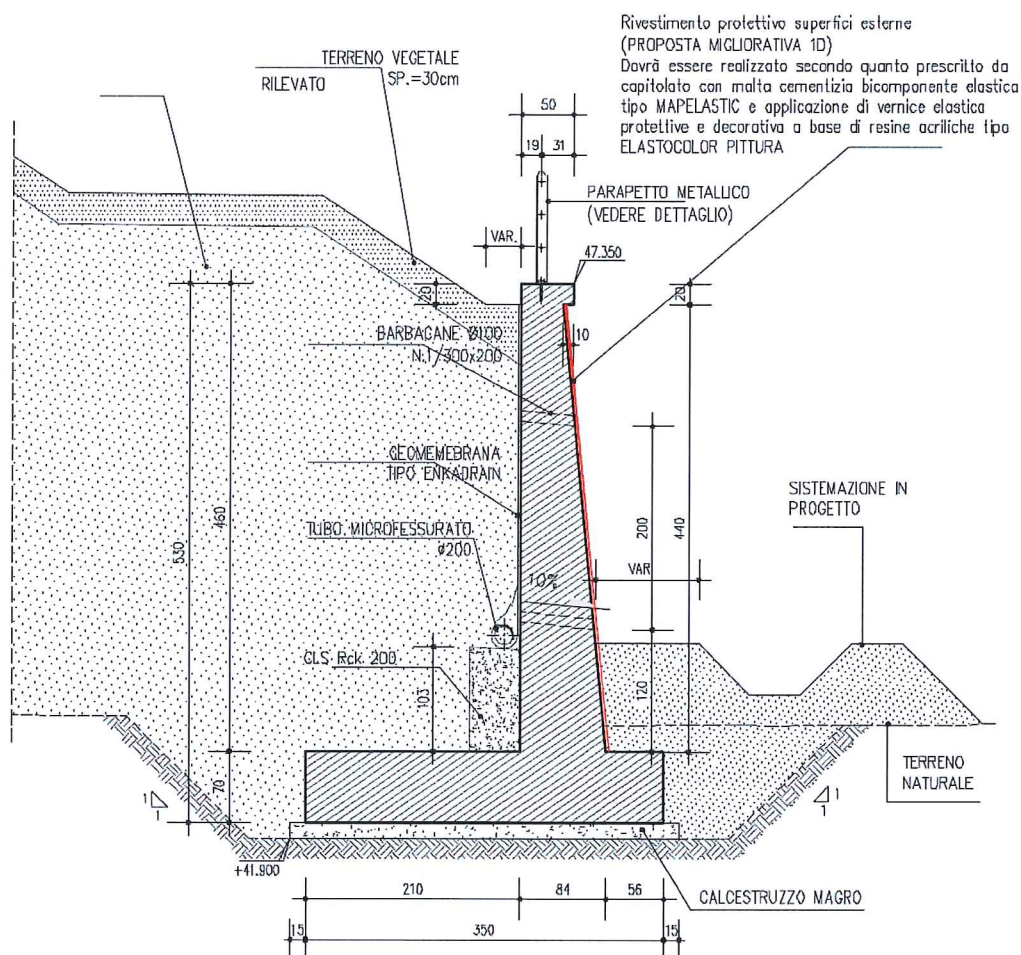 Rivestimento protettivo superfici esterne
(PROPOSTA MIGLIORATIVA 1D)
Dovrà essere realizzato secondo quanto prescritto da
capitolato con malta cementizia bicomponente elastica
tipo MAPELASTIC e applicazione di vernice elastica
protettive e decorativa a base di resine acriliche tipo
ELASTOCOLOR PITTURA
TERRENO VEGETALE
SP.=30cm
RILEVATO
50
19
31
PARAPETTO METALLICO
(VEDERE DETTAGLIO)
VAR.
47.350
20
20
BARBACANE Ø100
N.1/300x200
10
GEOMEMEBRANA
TIPO ENKADRAIN
SISTEMAZIONE IN
PROGETTO
530
460
200
440
TUBO MICROFESSURATO
ø200
VAR
10%
CLS Rck 200
103
120
TERRENO
NATURALE
70
1
1
1
1
+41.900
210
84
56
CALCESTRUZZO MAGRO
15
350
15